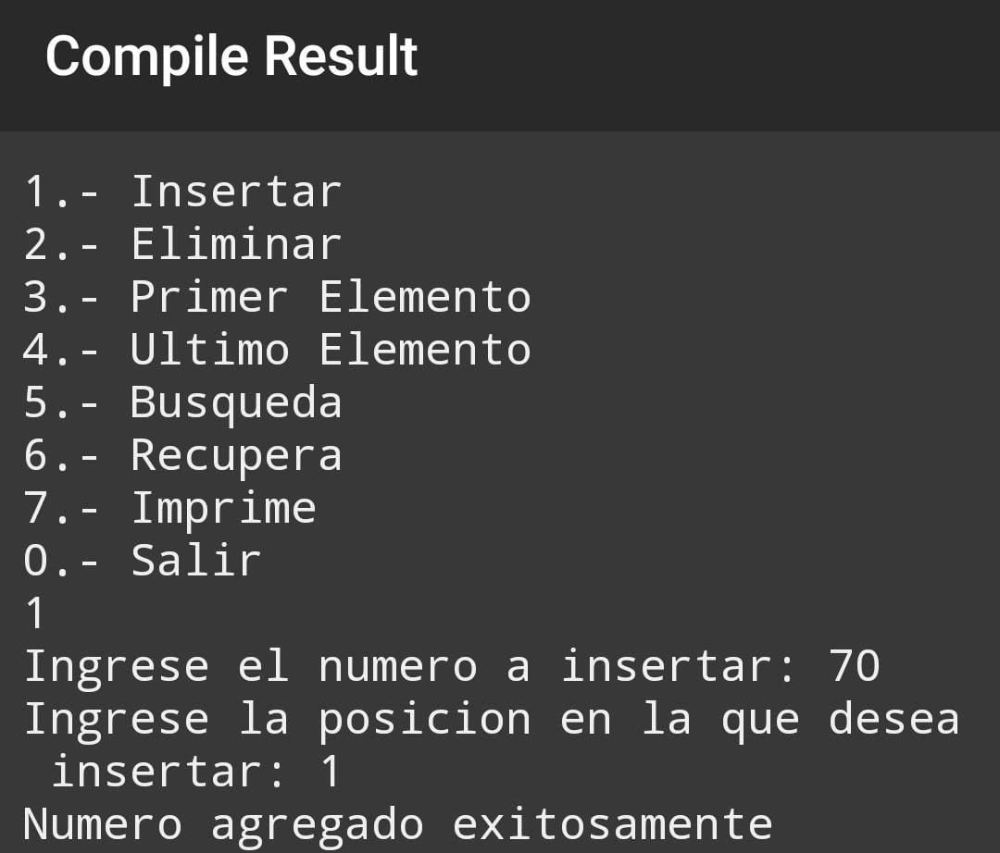 Compile Result
1.- Insertar
2.- Eliminar
3.- Primer Elemento
4.- Ultimo Elemento
5.- Busqueda
6.- Recupera
7.- Imprime
0.- Salir
1
Ingrese el numero a insertar: 70
Ingrese la posicion en la que desea
insertar: 1
Numero agregado exitosamente